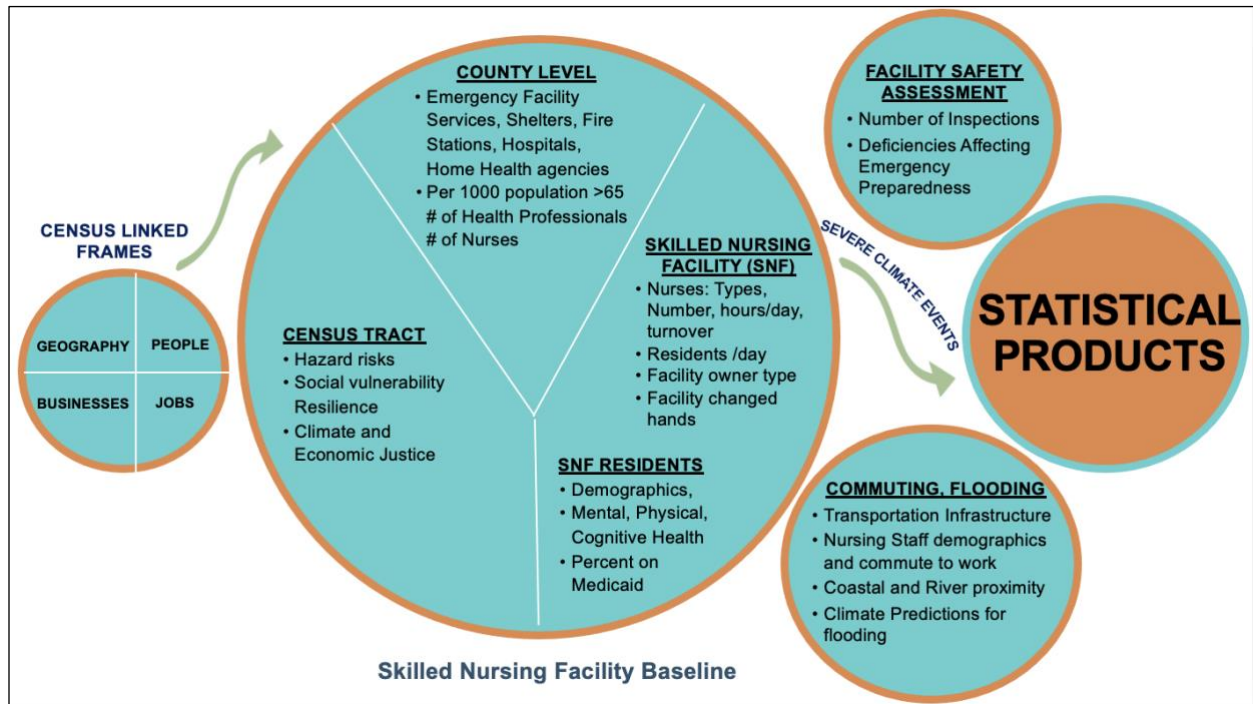 CENSUS LINKED
FRAMES
GEOGRAPHY
PEOPLE
BUSINESSES
JOBS
COUNTY LEVEL
• Emergency Facility
Services, Shelters, Fire
Stations, Hospitals,
Home Health agencies
• Per 1000 population >65
# of Health Professionals
# of Nurses
CENSUS TRACT
• Hazard risks
• Social vulnerability
Resilience
• Climate and
Economic Justice
SKILLED NURSING
FACILITY (SNF)
• Nurses: Types,
Number, hours/day,
turnover
• Residents /day
• Facility owner type
• Facility changed
hands
SNF RESIDENTS
• Demographics,
• Mental, Physical,
Cognitive Health
• Percent on
Medicaid
Skilled Nursing Facility Baseline
SEVERE CLIMATE EVENTS
FACILITY SAFETY
ASSESSMENT
• Number of Inspections
• Deficiencies Affecting
Emergency
Preparedness
STATISTICAL
PRODUCTS
COMMUTING, FLOODING
• Transportation Infrastructure
• Nursing Staff demographics
and commute to work
• Coastal and River proximity
• Climate Predictions for
flooding